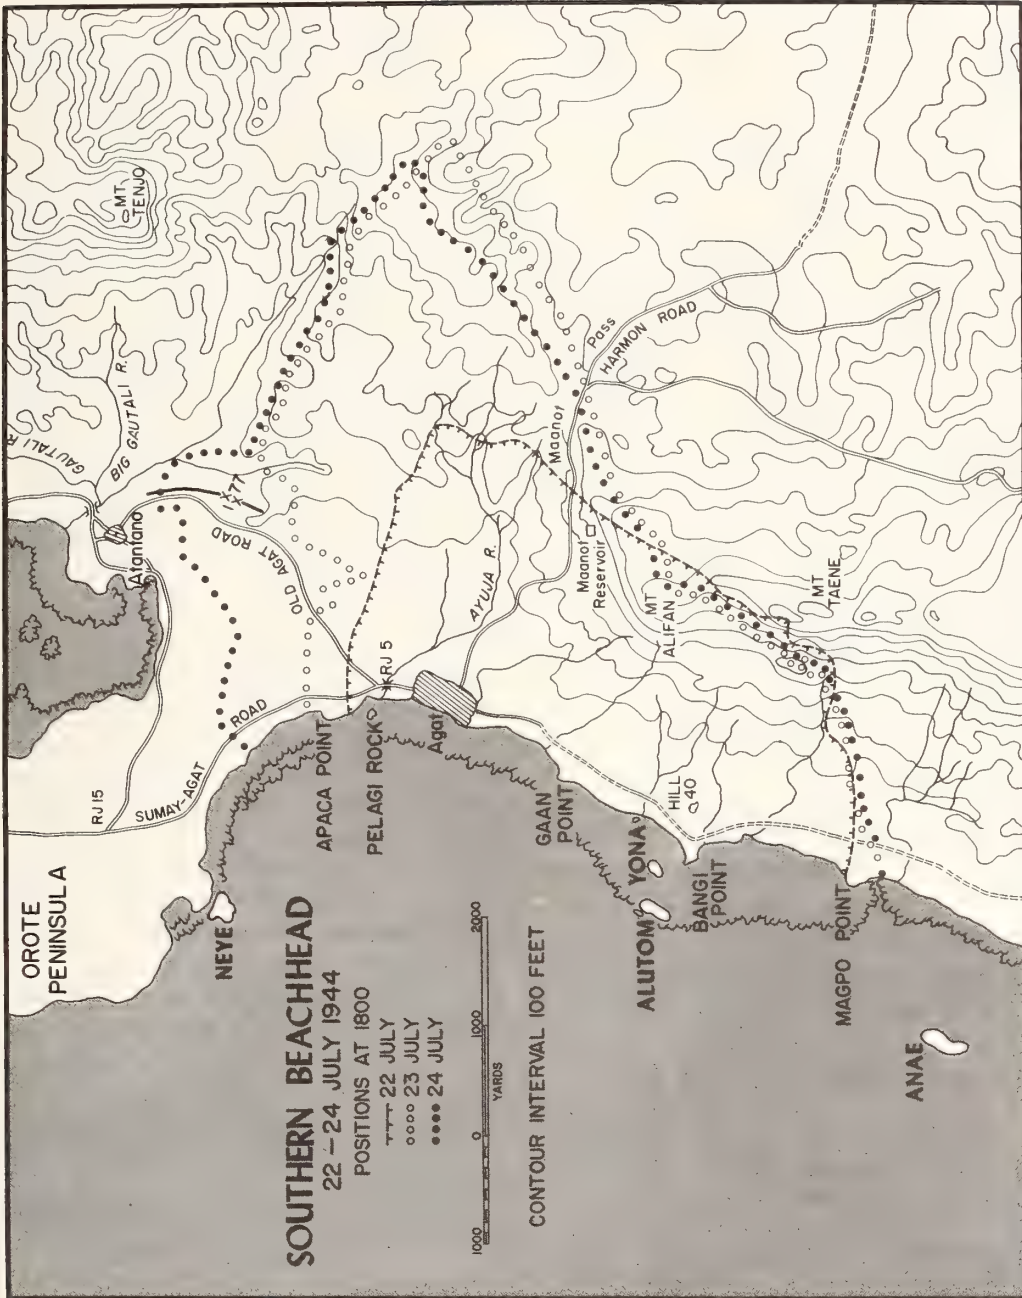 SOUTHERN BEACHHEAD
22 – 24 JULY 1944
POSITIONS AT 1800
22 JULY
23 JULY
24 JULY
1000 0 1000 2000
YARDS
CONTOUR INTERVAL 100 FEET
OROTE
PENINSULA
NEYE
RJ 15
SUMAY-AGAT
ROAD
APACA POINT
PELAGI ROCK
RJ 5
Agat
GAAN
POINT
YONA
ALUTOM
HILL
40
BANGI
POINT
MAGPO POINT
ANAE
Atantano
OLD AGAT ROAD
IX77
GAUTALI R.
BIG GAUTALI R.
MT
TENJO
AYUJA R.
Maanot
Pass
HARMON ROAD
Maanot
Reservoir
MT
ALIFAN
MT
TAENE